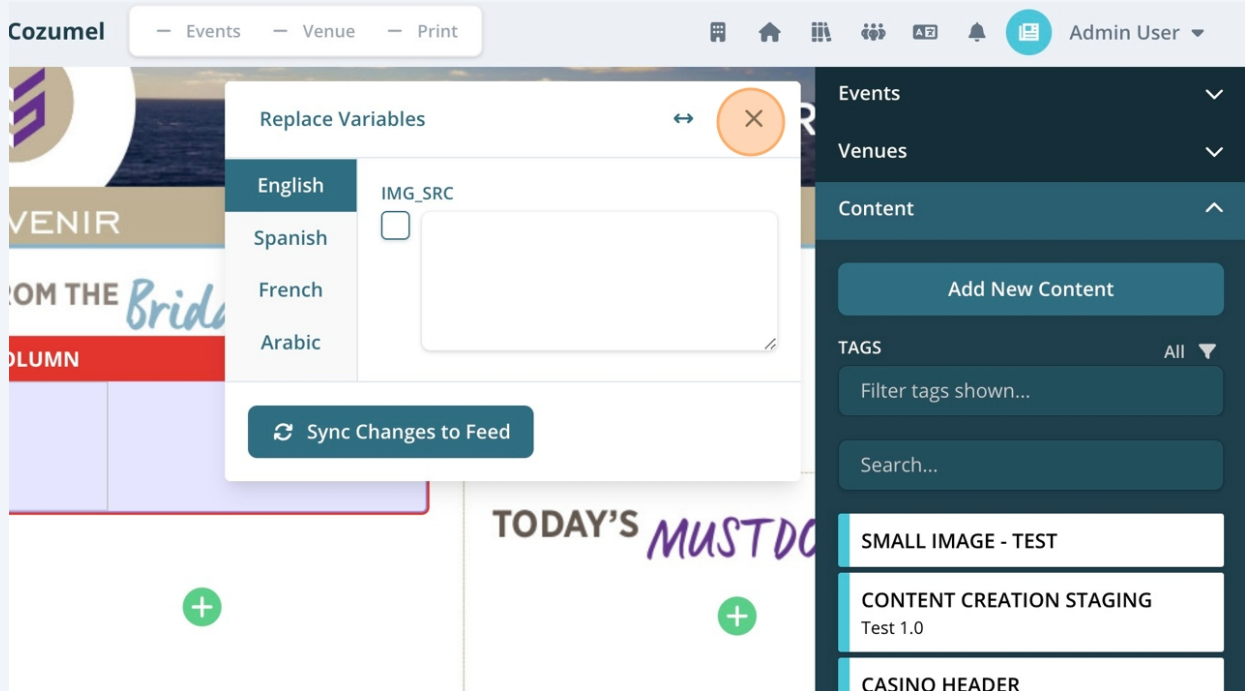 Cozumel
Events
Venue
Print
Admin User
Replace Variables
English
Spanish
French
Arabic
IMG_SRC
Sync Changes to Feed
R
VENIR
OM THE Brida
OLUMN
TODAY'S MUSTDO
Events
Venues
Content
Add New Content
TAGS
All
Filter tags shown...
Search...
SMALL IMAGE - TEST
CONTENT CREATION STAGING
Test 1.0
CASINO HEADER